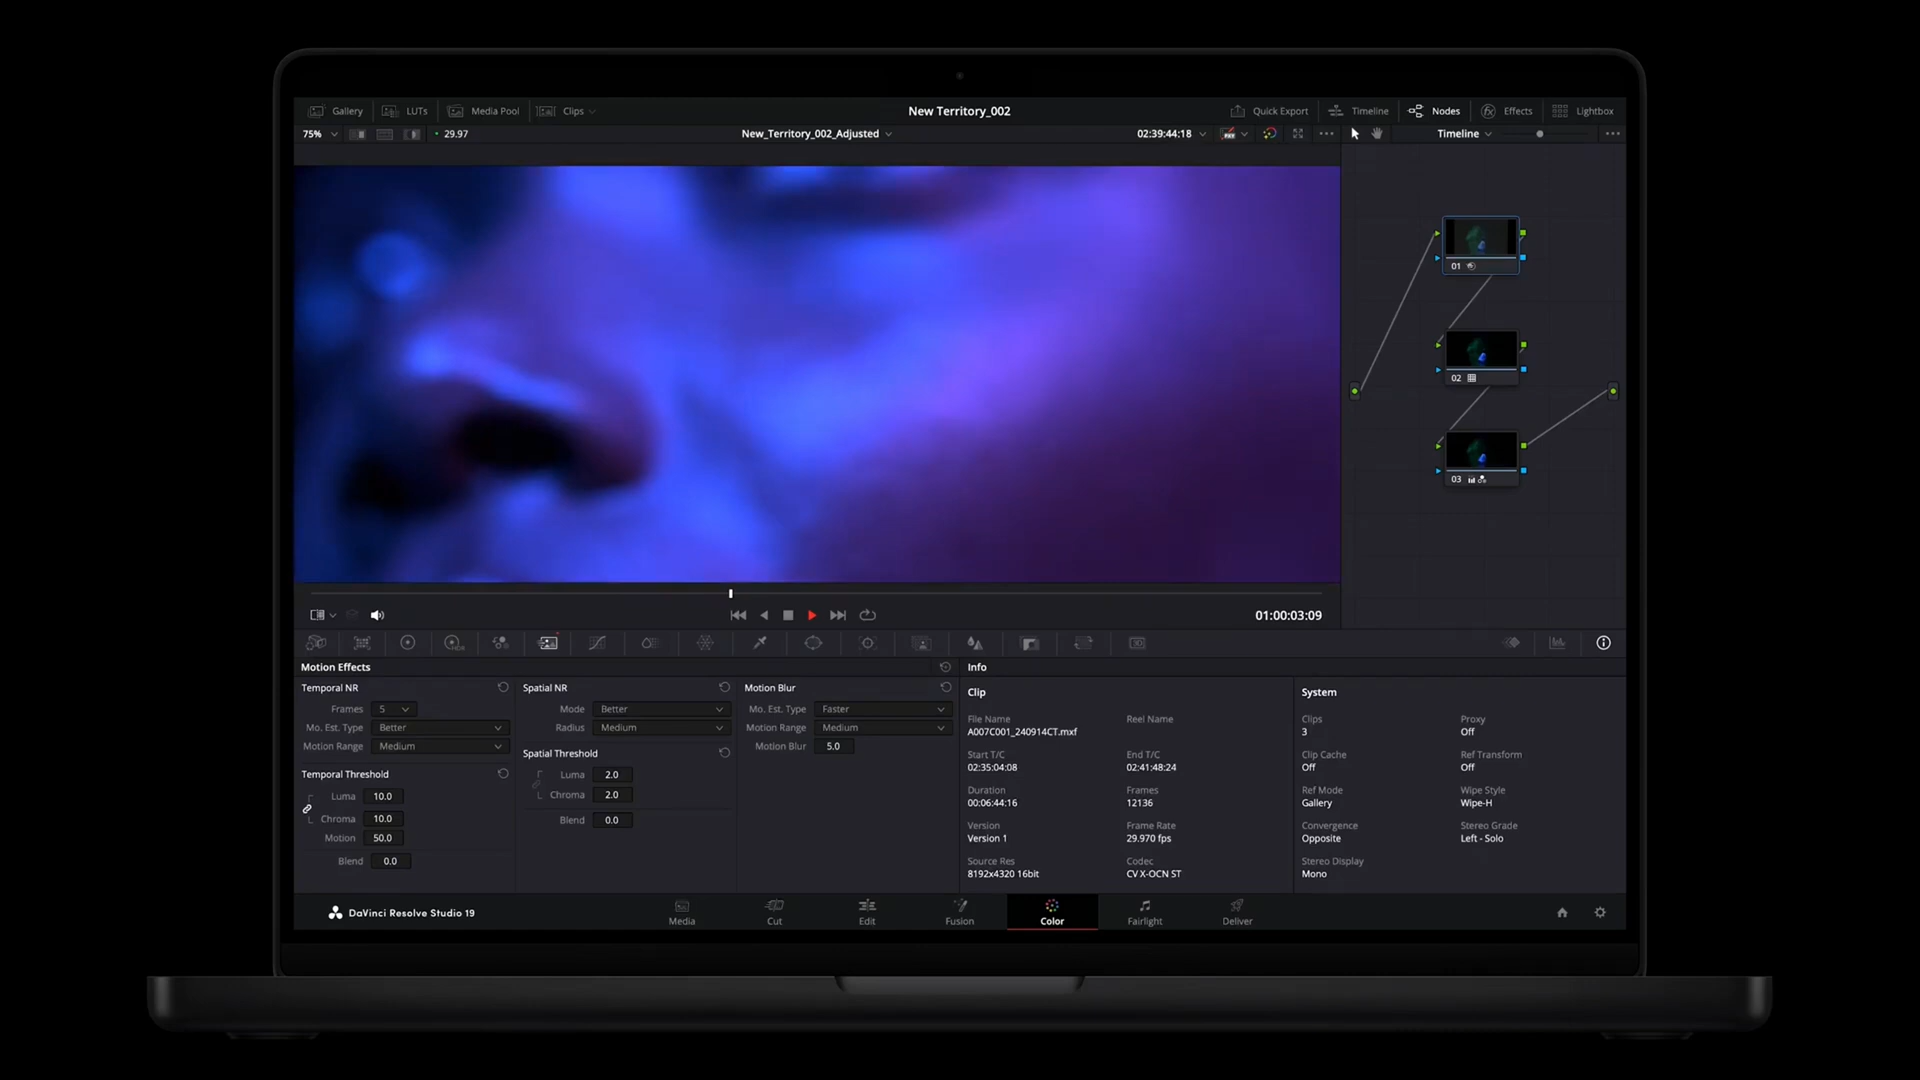 Gallery LUTs Media Pool Clips New Territory_002 Quick Export Timeline Nodes Effects Lightbox
75% 29.97 New_Territory_002_Adjusted 02:39:44:18 Timeline
01
02
03
01:00:03:09
Motion Effects
Temporal NR
Frames 5
Mo. Est. Type Better
Motion Range Medium
Temporal Threshold
Luma 10.0
Chroma 10.0
Motion 50.0
Blend 0.0
Spatial NR
Mode Better
Radius Medium
Spatial Threshold
Luma 2.0
Chroma 2.0
Blend 0.0
Motion Blur
Mo. Est. Type Faster
Motion Range Medium
Motion Blur 5.0
Info
Clip
File Name Reel Name
A007C001_240914CT.mxf
Start T/C End T/C
02:35:04:08 02:41:48:24
Duration Frames
00:06:44:16 12136
Version Frame Rate
Version 1 29.970 fps
Source Res Codec
8192x4320 16bit CV X-OCN ST
System
Clips Proxy
3 Off
Clip Cache Ref Transform
Off Off
Ref Mode Wipe Style
Gallery Wipe-H
Convergence Stereo Grade
Opposite Left - Solo
Stereo Display
Mono
DaVinci Resolve Studio 19 Media Cut Edit Fusion Color Fairlight Deliver